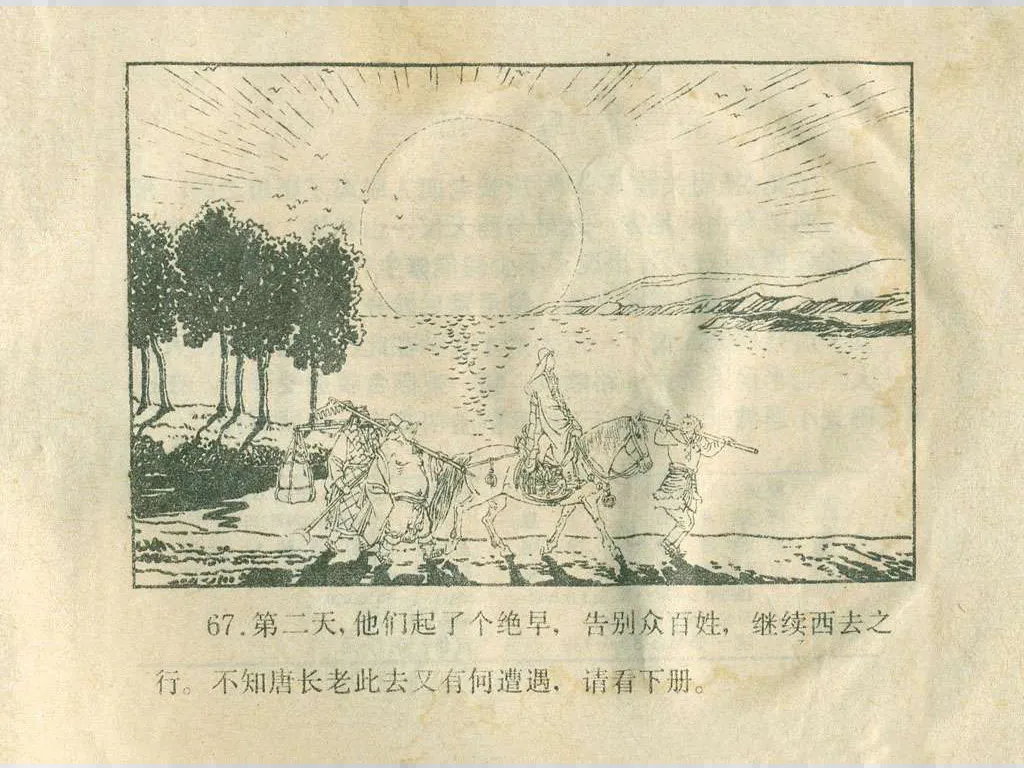 67.第二天,他们起了个绝早，告别众百姓，继续西去之
行。不知唐长老此去又有何遭遇，请看下册。